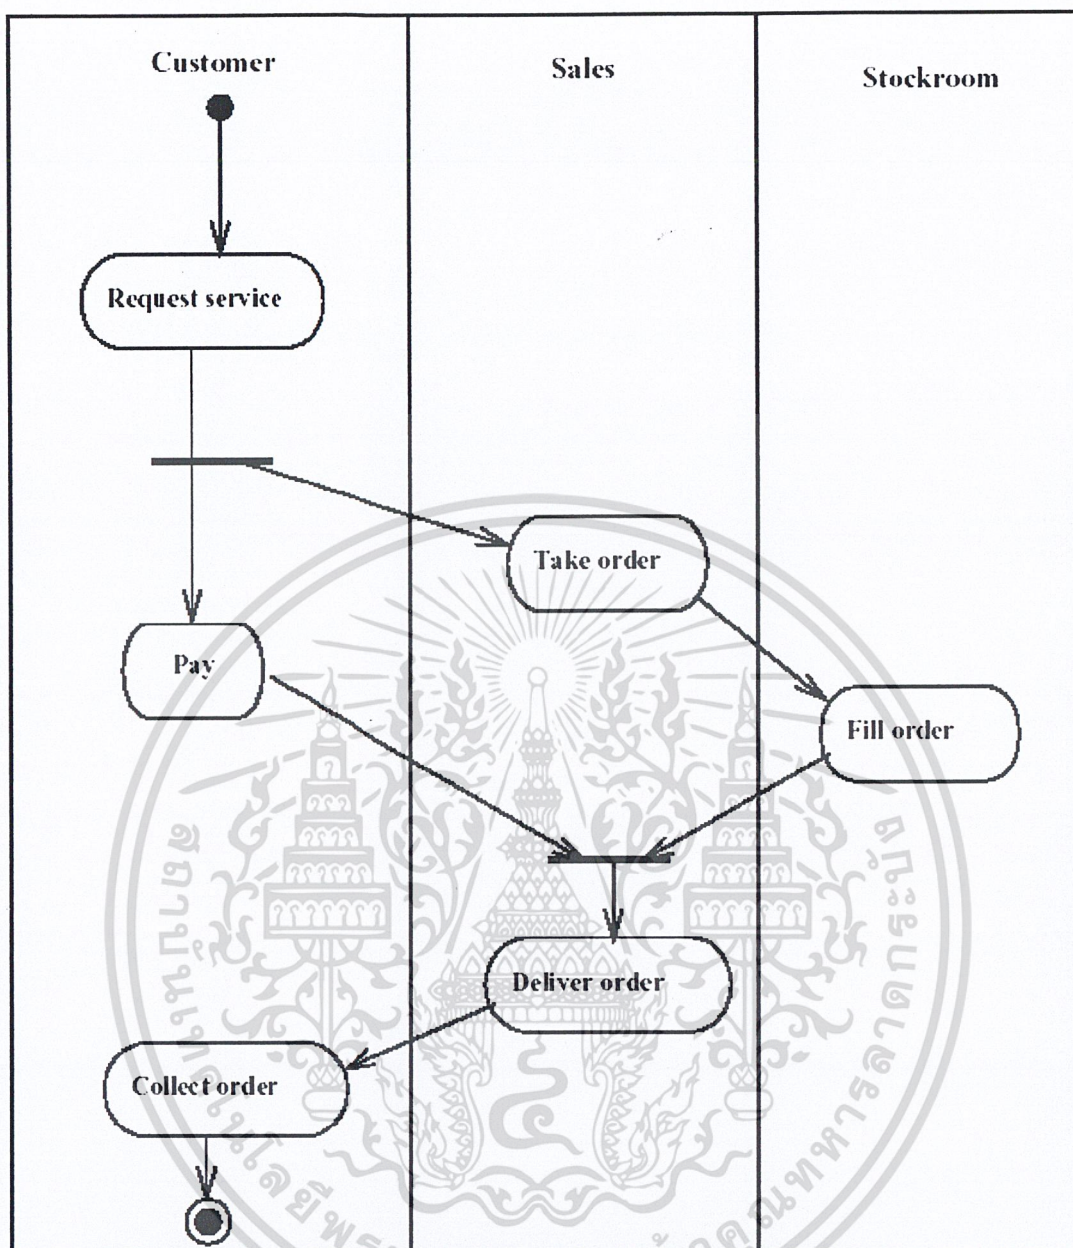 Customer
Sales
Stockroom
Request service
Take order
Pay
Fill order
Deliver order
Collect order